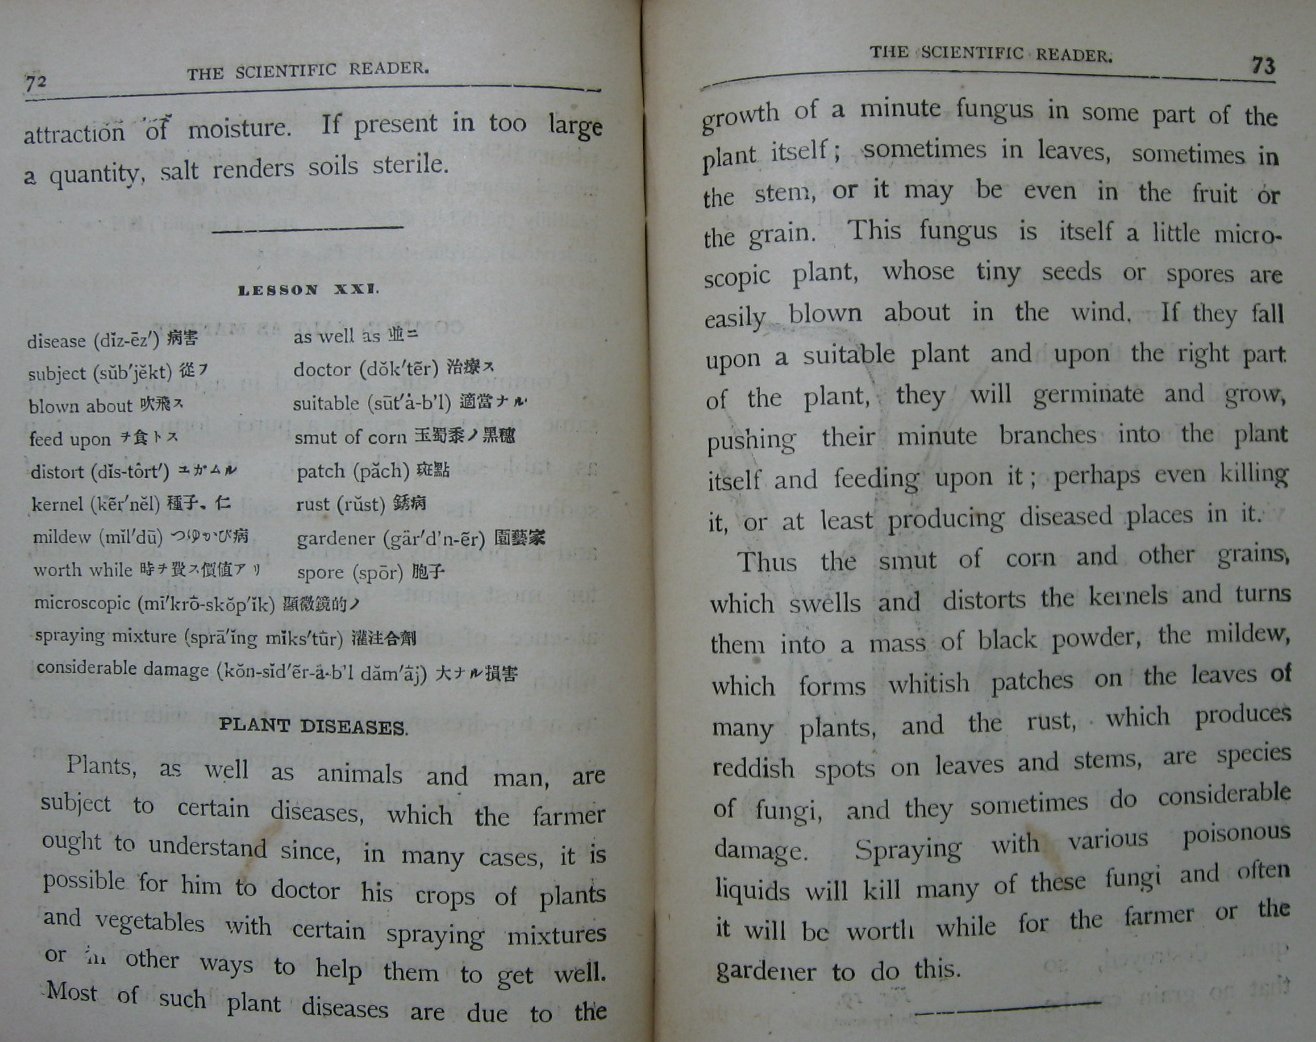 72
THE SCIENTIFIC READER.
attraction of moisture. If present in too large
a quantity, salt renders soils sterile.
LESSON XXI.
disease (dĭz-ēz′) 病害
as well as 並ニ
subject (sŭb′jĕkt) 從フ
doctor (dŏk′tẽr) 治療ス
blown about 吹飛ス
suitable (sūt′ȧ-b’l) 適當ナル
feed upon ヲ食トス
smut of corn 玉蜀黍ノ黑穗
distort (dĭs-tôrt′) ユガムル
patch (păch) 斑點
kernel (kẽr′nĕl) 種子、仁
rust (rŭst) 銹病
mildew (mĭl′dū) つゆかび病
gardener (gär′d’n-ẽr) 園藝家
worth while 時ヲ費ス價値アリ
spore (spōr) 胞子
microscopic (mī′krō-skŏp′ĭk) 顯微鏡的ノ
spraying mixture (sprā′ĭng mĭks′tûr) 灌注合劑
considerable damage (kŏn-sĭd′ẽr-ȧ-b’l dăm′âj) 大ナル損害
PLANT DISEASES.
Plants, as well as animals and man, are
subject to certain diseases, which the farmer
ought to understand since, in many cases, it is
possible for him to doctor his crops of plants
and vegetables with certain spraying mixtures
or in other ways to help them to get well.
Most of such plant diseases are due to the
THE SCIENTIFIC READER.
73
growth of a minute fungus in some part of the
plant itself; sometimes in leaves, sometimes in
the stem, or it may be even in the fruit or
the grain. This fungus is itself a little micro-
scopic plant, whose tiny seeds or spores are
easily blown about in the wind. If they fall
upon a suitable plant and upon the right part
of the plant, they will germinate and grow,
pushing their minute branches into the plant
itself and feeding upon it; perhaps even killing
it, or at least producing diseased places in it.
Thus the smut of corn and other grains,
which swells and distorts the kernels and turns
them into a mass of black powder, the mildew,
which forms whitish patches on the leaves of
many plants, and the rust, which produces
reddish spots on leaves and stems, are species
of fungi, and they sometimes do considerable
damage. Spraying with various poisonous
liquids will kill many of these fungi and often
it will be worth while for the farmer or the
gardener to do this.